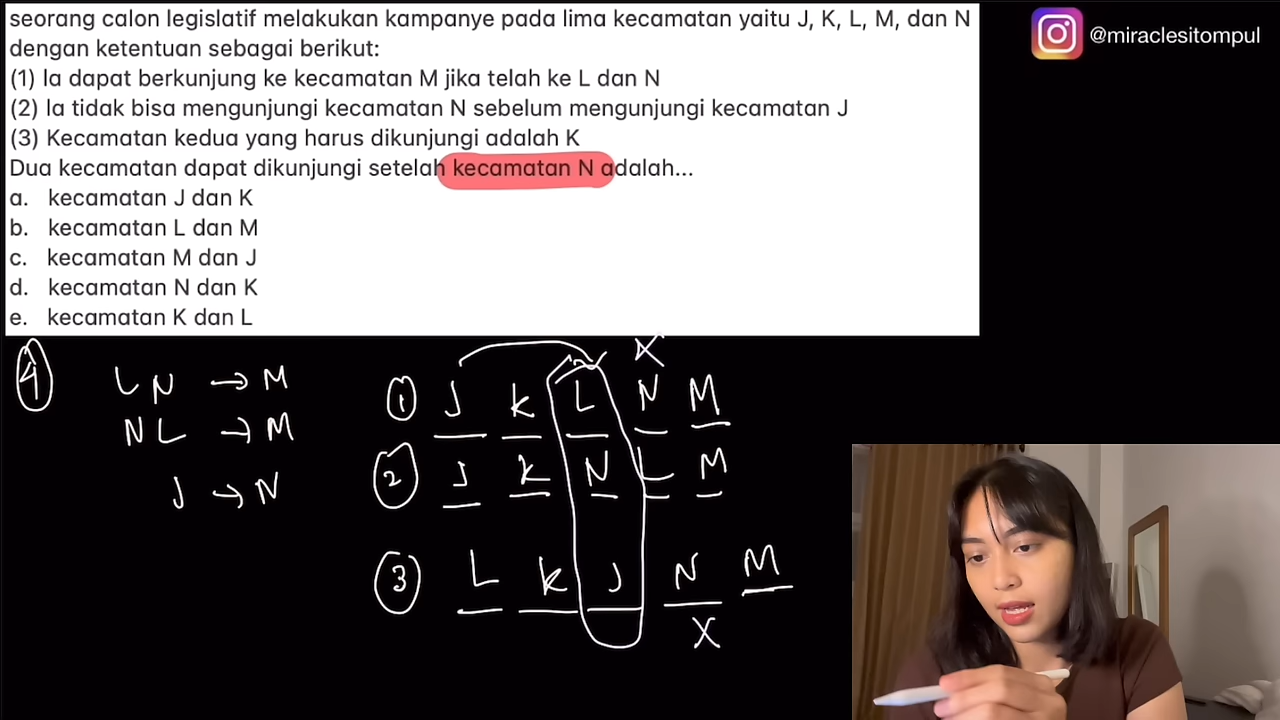 seorang calon legislatif melakukan kampanye pada lima kecamatan yaitu J, K, L, M, dan N
dengan ketentuan sebagai berikut:
(1) Ia dapat berkunjung ke kecamatan M jika telah ke L dan N
(2) Ia tidak bisa mengunjungi kecamatan N sebelum mengunjungi kecamatan J
(3) Kecamatan kedua yang harus dikunjungi adalah K
Dua kecamatan dapat dikunjungi setelah kecamatan N adalah...
a. kecamatan J dan K
b. kecamatan L dan M
c. kecamatan M dan J
d. kecamatan N dan K
e. kecamatan K dan L
@miraclesitompul
4
L N → M
N L → M
J → N
X
1 J K L N M
2 J K N L M
3 L K J N M
X